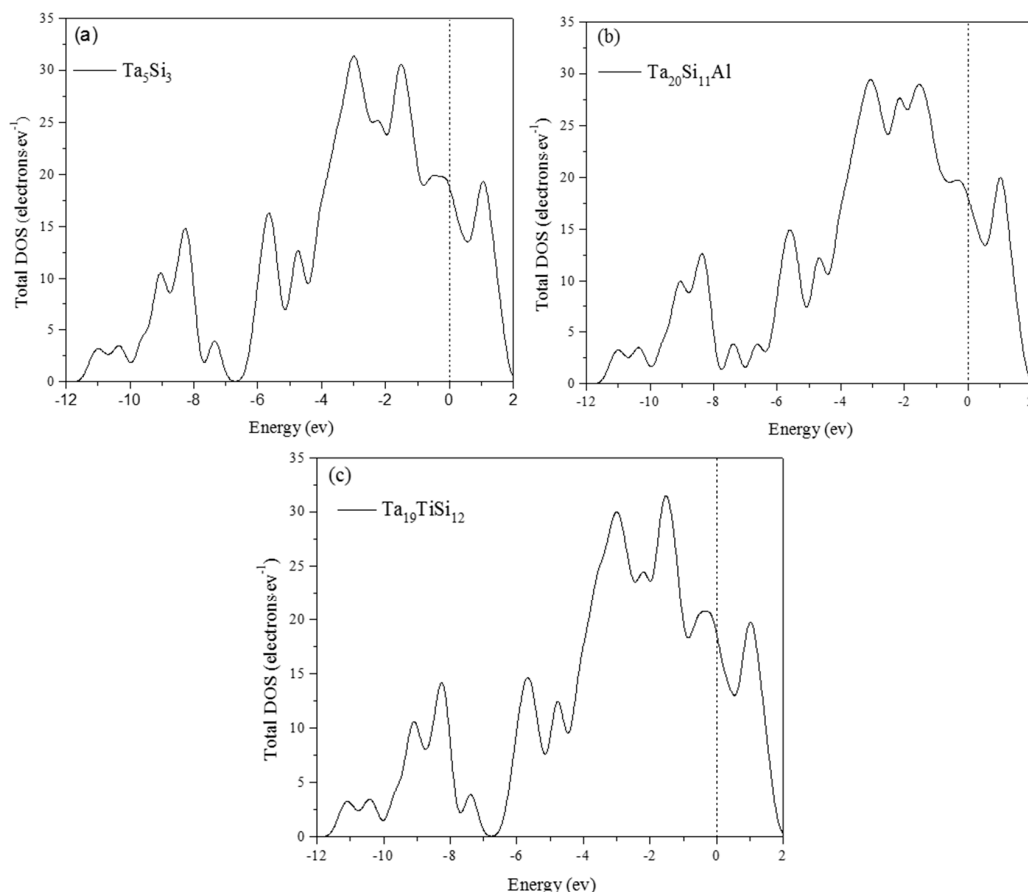 (a)
Ta5Si3
Total DOS (electrons·ev-1)
35
30
25
20
15
10
5
0
-12 -10 -8 -6 -4 -2 0 2
Energy (ev)
(b)
Ta20Si11Al
Total DOS (electrons·ev-1)
35
30
25
20
15
10
5
0
-12 -10 -8 -6 -4 -2 0
Energy (ev)
(c)
Ta19TiSi12
Total DOS (electrons·ev-1)
35
30
25
20
15
10
5
0
-12 -10 -8 -6 -4 -2 0 2
Energy (ev)